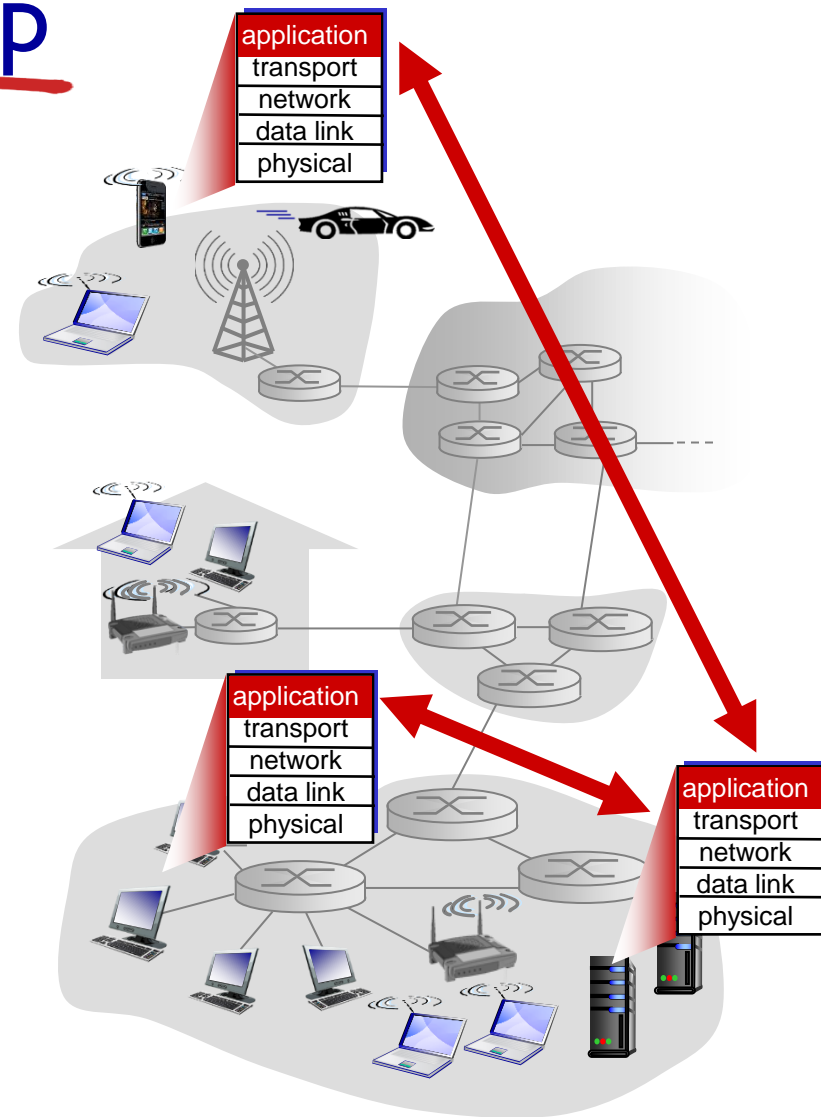 p
application
transport
network
data link
physical
application
transport
network
data link
physical
application
transport
network
data link
physical